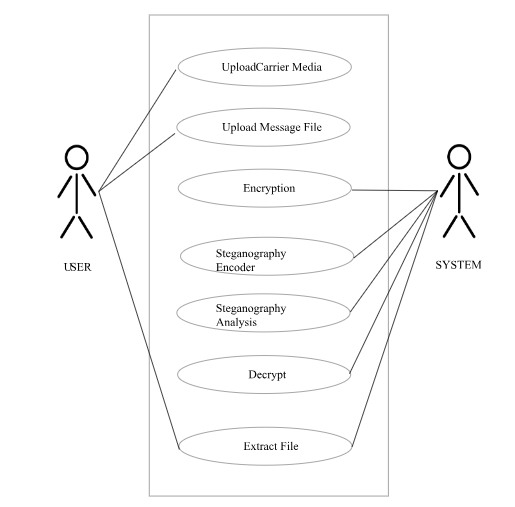 UploadCarrier Media
Upload Message File
Encryption
Steganography
Encoder
USER
SYSTEM
Steganography
Analysis
Decrypt
Extract File